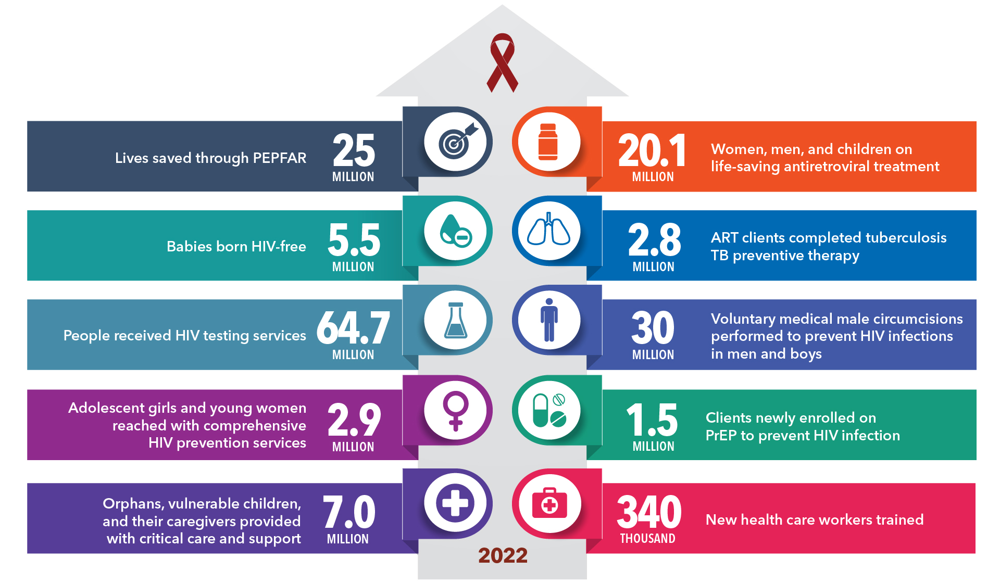 Lives saved through PEPFAR
25
MILLION
20.1
MILLION
Women, men, and children on
life-saving antiretroviral treatment
Babies born HIV-free
5.5
MILLION
2.8
MILLION
ART clients completed tuberculosis
TB preventive therapy
People received HIV testing services
64.7
MILLION
30
MILLION
Voluntary medical male circumcisions
performed to prevent HIV infections
in men and boys
Adolescent girls and young women
reached with comprehensive
HIV prevention services
2.9
MILLION
1.5
MILLION
Clients newly enrolled on
PrEP to prevent HIV infection
Orphans, vulnerable children,
and their caregivers provided
with critical care and support
7.0
MILLION
340
THOUSAND
New health care workers trained
2022